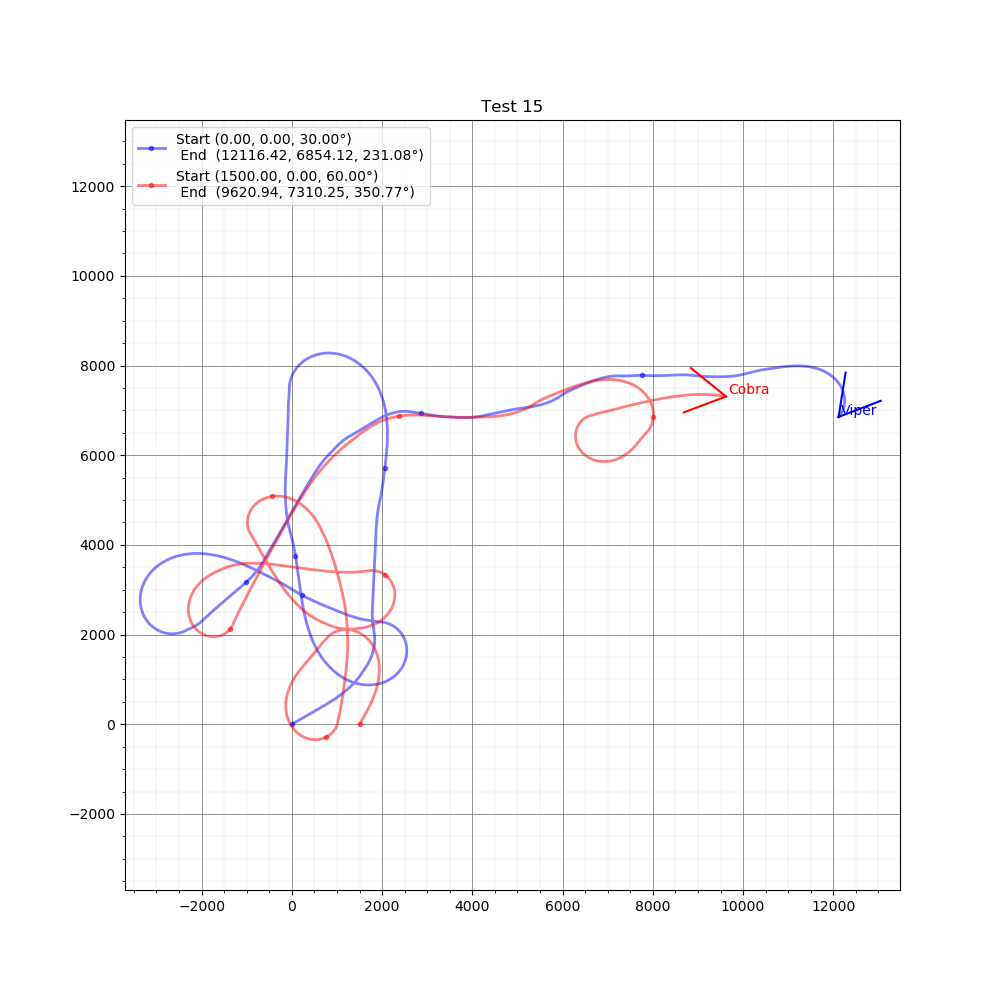 Test 15
Start (0.00, 0.00, 30.00°)
End (12116.42, 6854.12, 231.08°)
Start (1500.00, 0.00, 60.00°)
End (9620.94, 7310.25, 350.77°)
12000
10000
8000
Cobra
Viper
6000
4000
2000
0
−2000
−2000 0 2000 4000 6000 8000 10000 12000